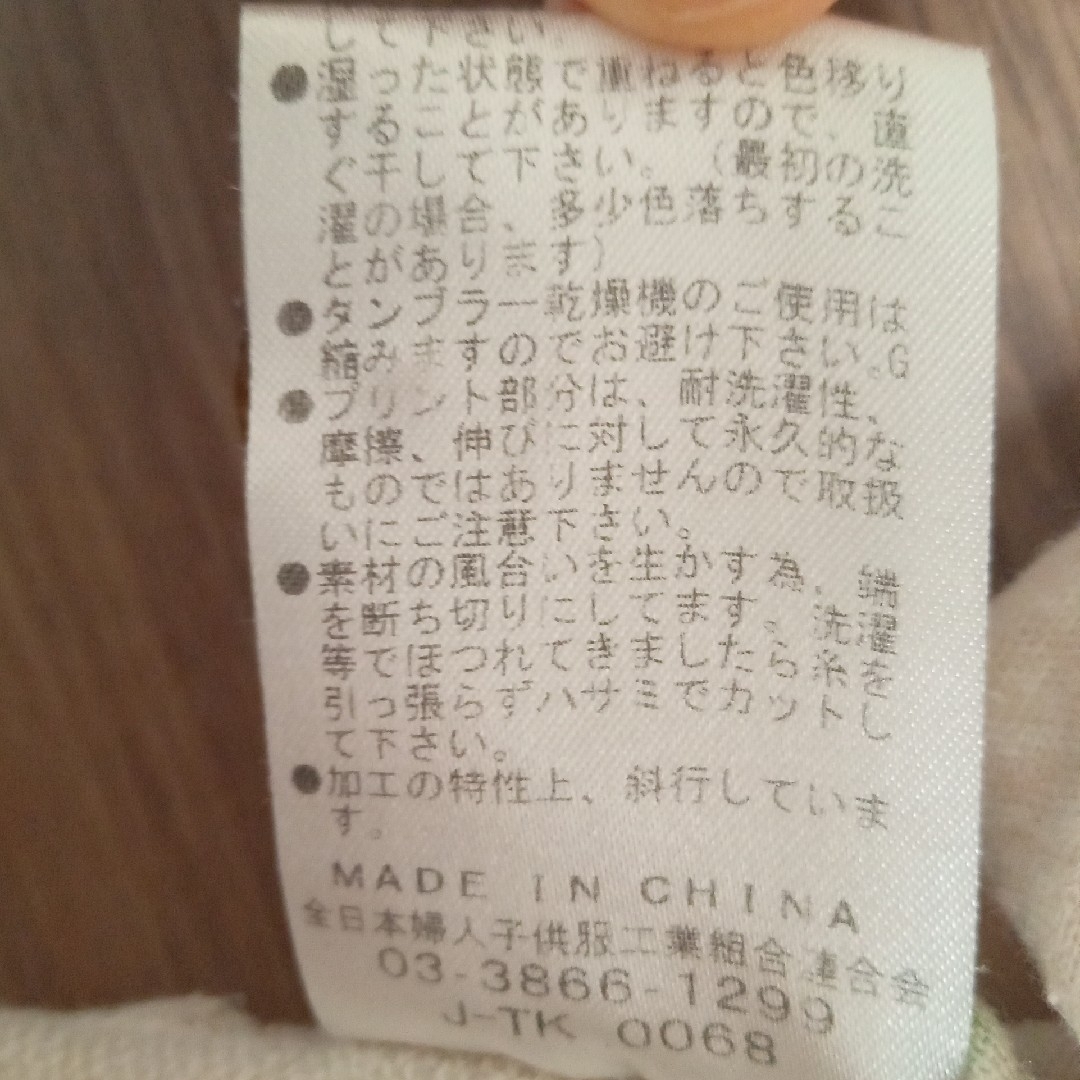 して下さい。
●湿った状態で重ねると色移り
することがありますので、直
ぐ干して下さい。（最初の洗
濯の場合、多少色落ちするこ
とがあります）
●タンブラー乾燥機のご使用は
縮みますのでお避け下さい。G
●プリント部分は、耐洗濯性、
摩擦、伸びに対して永久的な
ものではありませんので取扱
いにご注意下さい。
●素材の風合いを生かす為、端
を断ち切りにしてます。洗濯
等でほつれてきましたら糸を
引っ張らずハサミでカットし
て下さい。
●加工の特性上、斜行していま
す。
MADE IN CHINA
全日本婦人子供服工業組合連合会
03-3866-1299
J-TK 0068